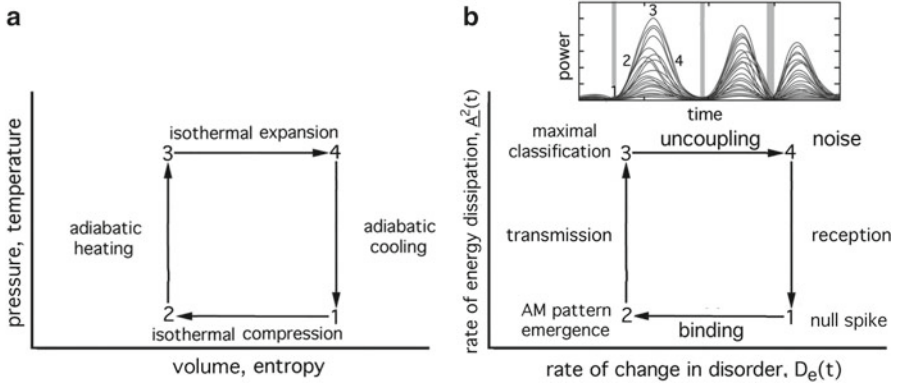 a
pressure, temperature
isothermal expansion
3
4
adiabatic
heating
adiabatic
cooling
2
1
isothermal compression
volume, entropy
b
power
3
2
4
1
time
rate of energy dissipation, A²(t)
maximal
classification
uncoupling
3
4
noise
transmission
reception
AM pattern
emergence
2
1
null spike
binding
rate of change in disorder, Dₑ(t)